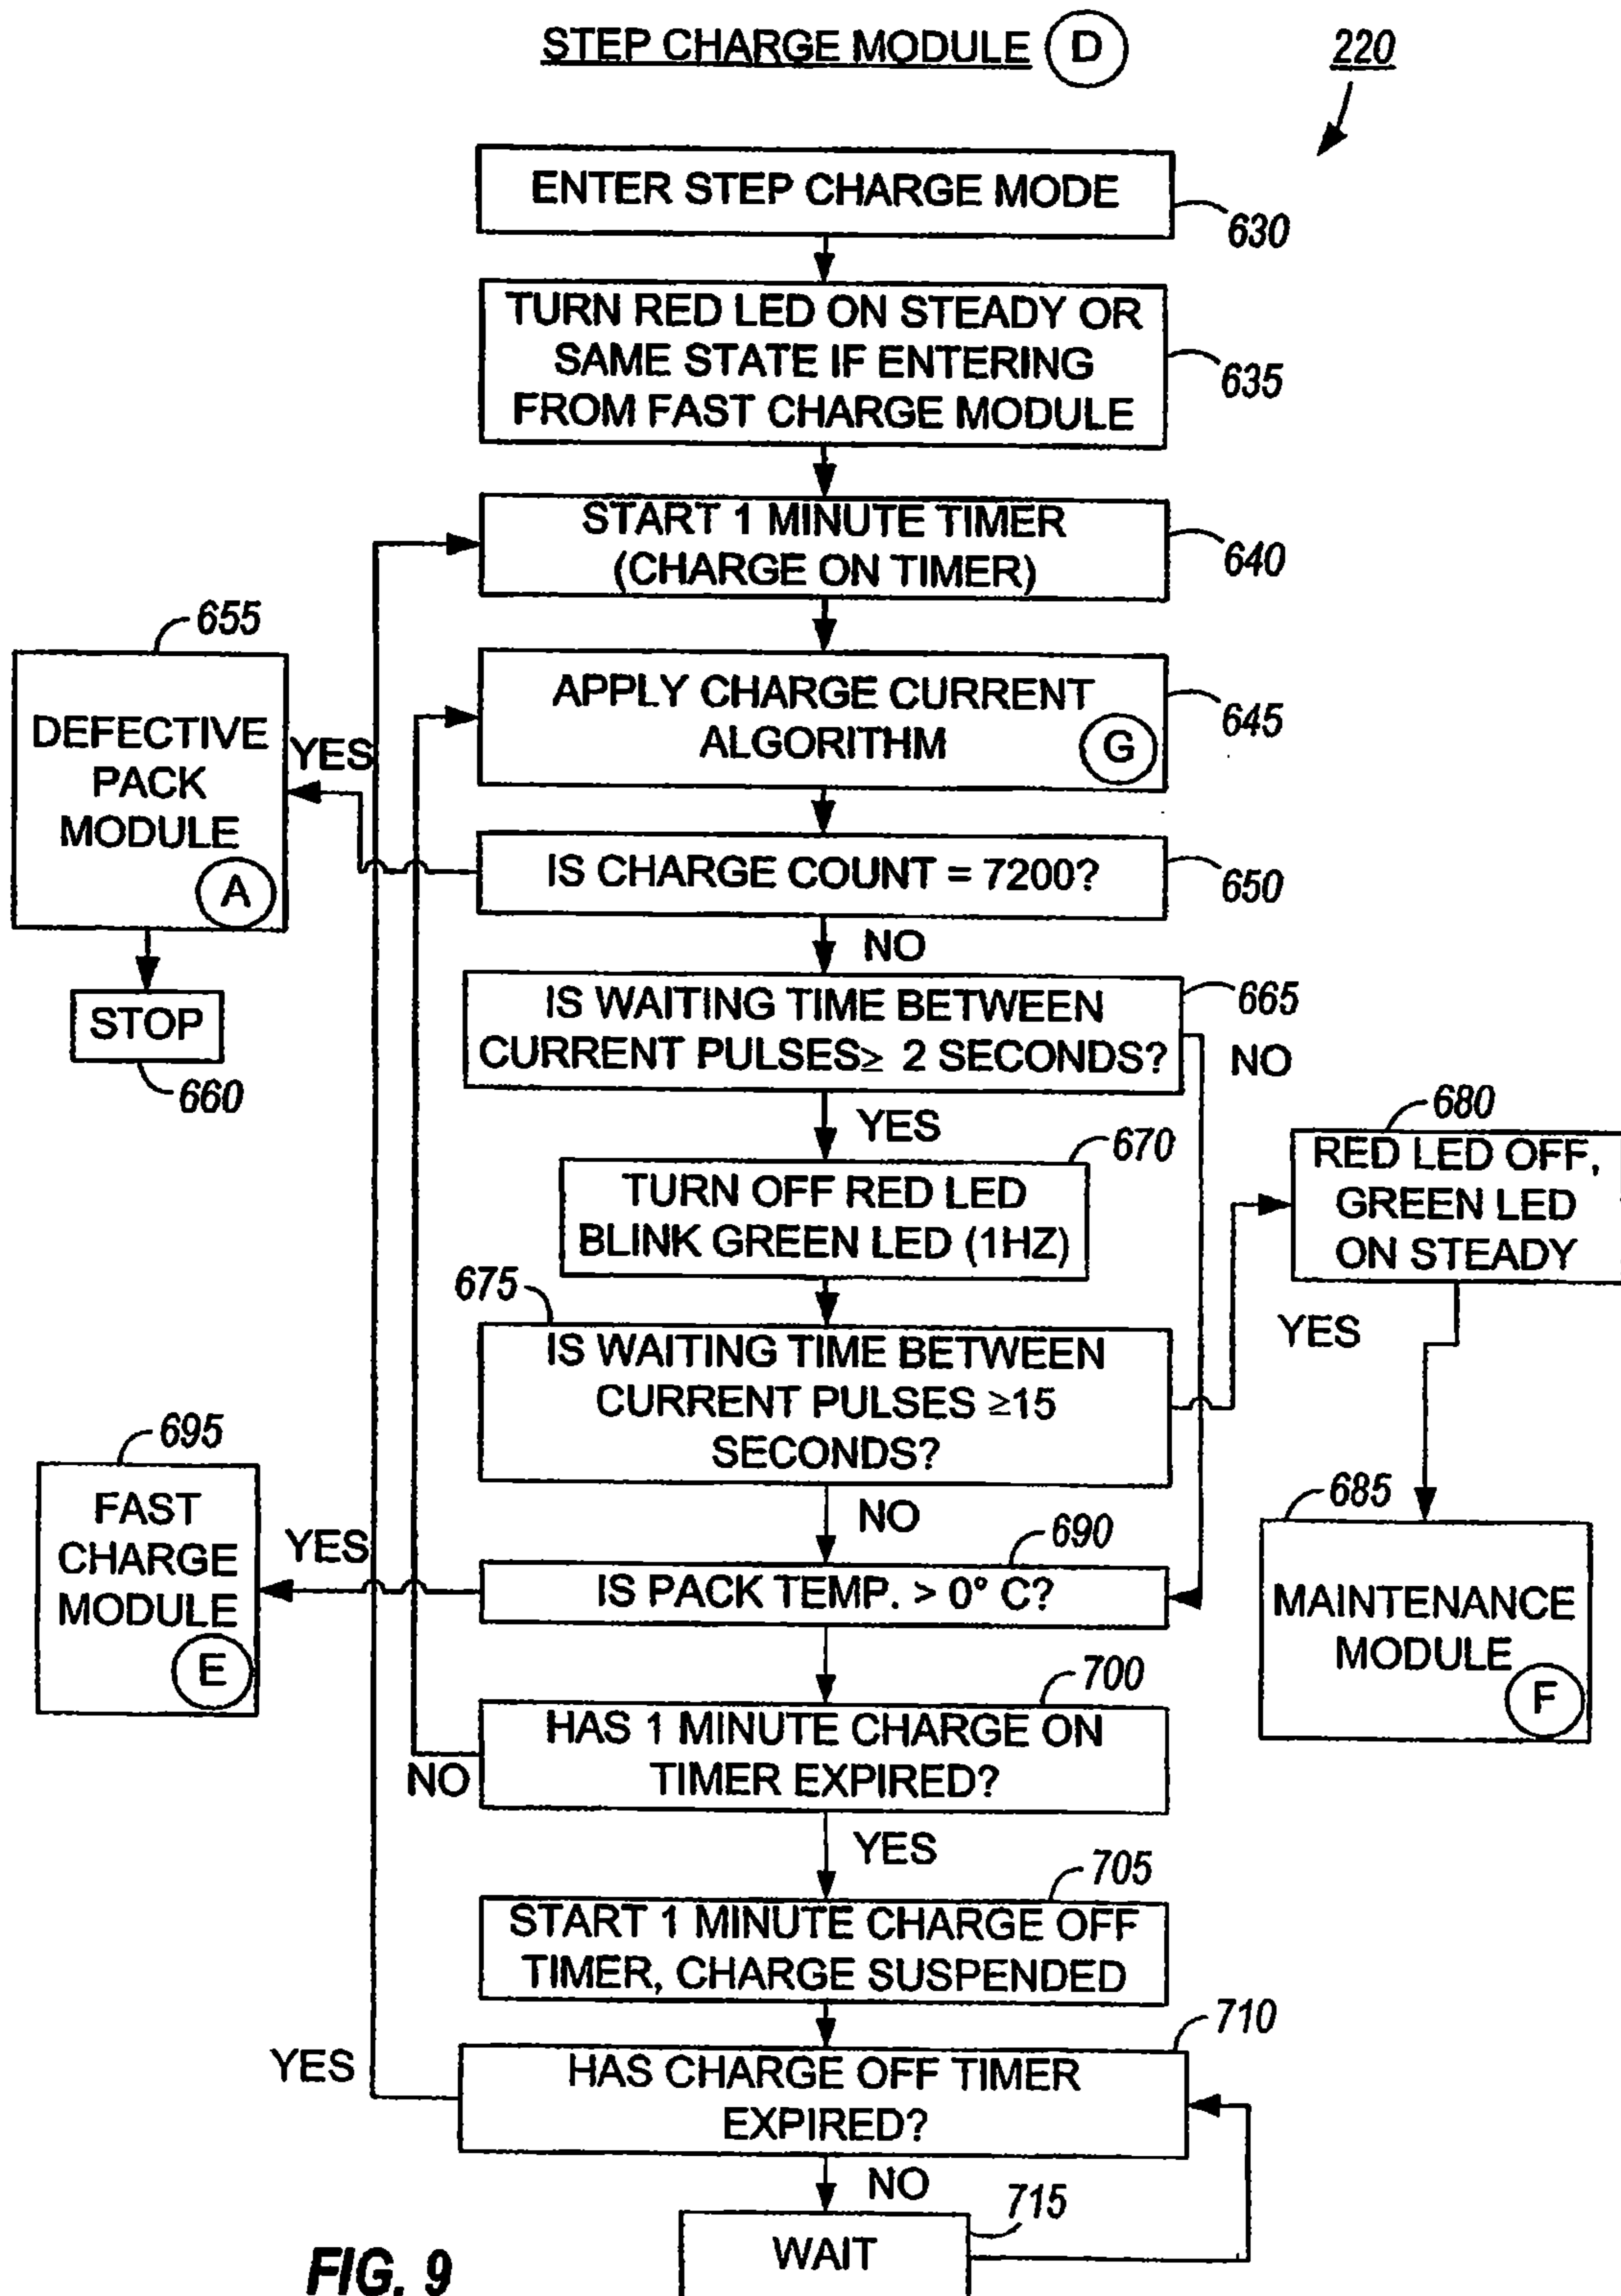 STEP CHARGE MODULE D
220
ENTER STEP CHARGE MODE
630
TURN RED LED ON STEADY OR
SAME STATE IF ENTERING
FROM FAST CHARGE MODULE
635
START 1 MINUTE TIMER
(CHARGE ON TIMER)
640
655
DEFECTIVE
PACK
MODULE
A
YES
APPLY CHARGE CURRENT
ALGORITHM
G
645
IS CHARGE COUNT = 7200?
650
NO
STOP
660
IS WAITING TIME BETWEEN
CURRENT PULSES≥ 2 SECONDS?
665
NO
YES
670
TURN OFF RED LED
BLINK GREEN LED (1HZ)
680
RED LED OFF,
GREEN LED
ON STEADY
YES
675
IS WAITING TIME BETWEEN
CURRENT PULSES ≥15
SECONDS?
NO
685
MAINTENANCE
MODULE
F
695
FAST
CHARGE
MODULE
E
YES
690
IS PACK TEMP. > 0° C?
700
HAS 1 MINUTE CHARGE ON
TIMER EXPIRED?
NO
YES
705
START 1 MINUTE CHARGE OFF
TIMER, CHARGE SUSPENDED
710
HAS CHARGE OFF TIMER
EXPIRED?
YES
NO
715
WAIT
FIG. 9